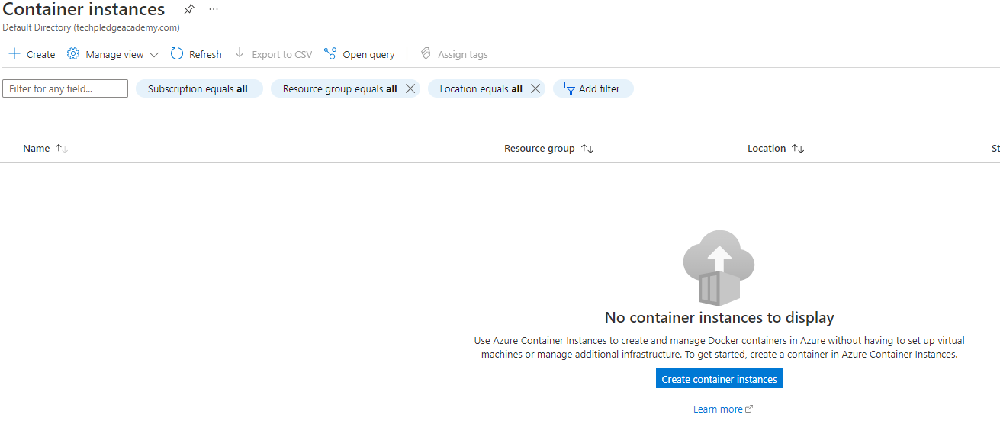 Container instances ...
Default Directory (techpledgeacademy.com)
Create Manage view Refresh Export to CSV Open query Assign tags
Filter for any field... Subscription equals all Resource group equals all Location equals all Add filter
Name Resource group Location St
No container instances to display
Use Azure Container Instances to create and manage Docker containers in Azure without having to set up virtual
machines or manage additional infrastructure. To get started, create a container in Azure Container Instances.
Create container instances
Learn more